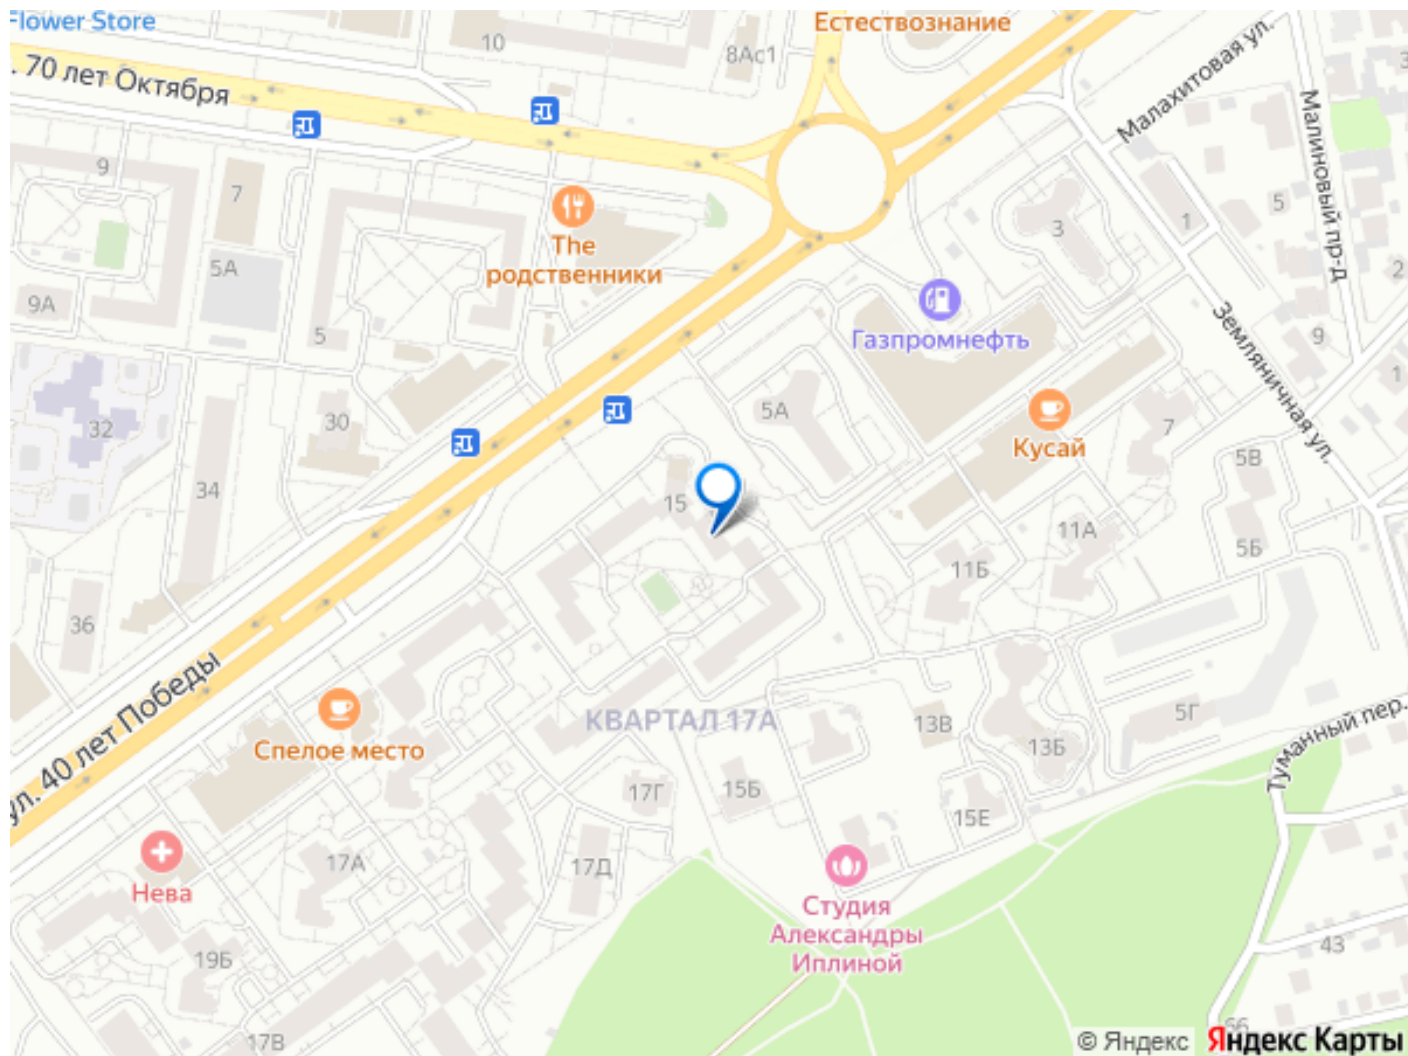 Flower Store
10
8Ас1
Естествознание
. 70 лет Октября
Малахитовая ул.
Малиновый пр-д
3
9
7
5
1
3
The
родственники
5А
9А
5
2
Газпромнефть
Земляничная ул.
9
1
5А
Кусай
7
30
32
34
5В
15
11А
5Б
11Б
36
ул. 40 лет Победы
КВАРТАЛ 17А
13В
13Б
5Г
Туманный пер.
Спелое место
17Г
15Б
15Е
17А
17Д
Нева
Студия
Александры
Иплиной
19Б
43
17В
66
© Яндекс
Яндекс Карты